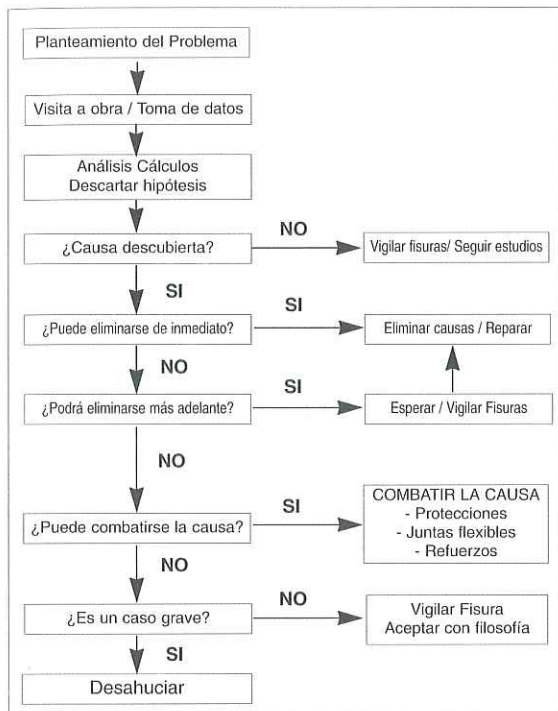 Planteamiento del Problema
Visita a obra / Toma de datos
Análisis Cálculos
Descartar hipótesis
¿Causa descubierta?
NO
Vigilar fisuras/ Seguir estudios
SI
¿Puede eliminarse de inmediato?
SI
Eliminar causas / Reparar
NO
¿Podrá eliminarse más adelante?
SI
Esperar / Vigilar Fisuras
NO
¿Puede combatirse la causa?
SI
COMBATIR LA CAUSA
- Protecciones
- Juntas flexibles
- Refuerzos
NO
¿Es un caso grave?
NO
Vigilar Fisura
Aceptar con filosofía
SI
Desahuciar